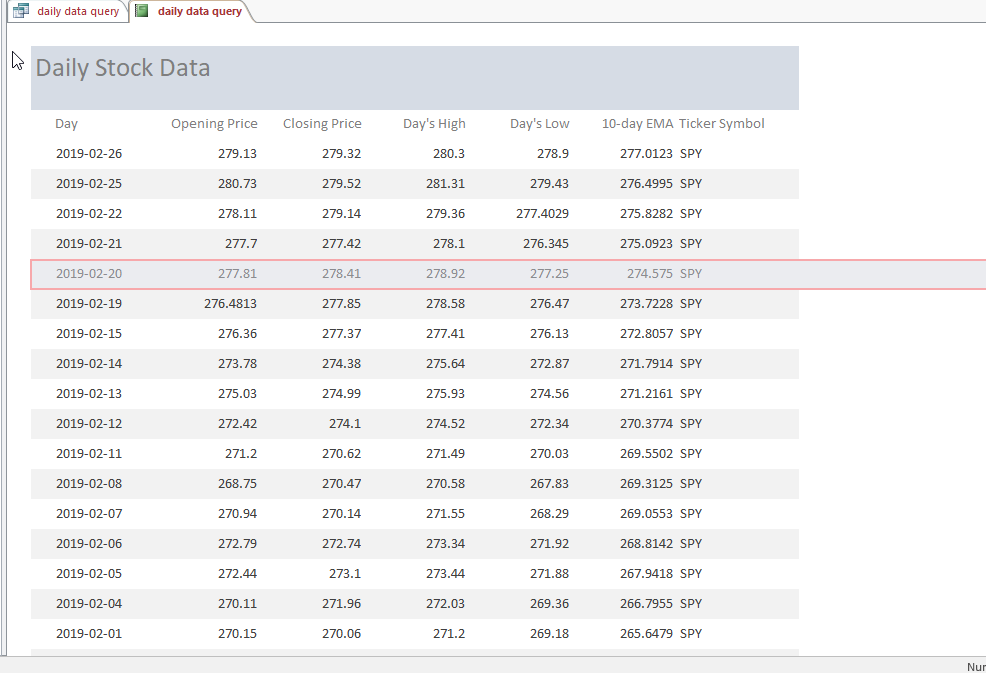 daily data query daily data query
Daily Stock Data
Day Opening Price Closing Price Day's High Day's Low 10-day EMA Ticker Symbol
2019-02-26 279.13 279.32 280.3 278.9 277.0123 SPY
2019-02-25 280.73 279.52 281.31 279.43 276.4995 SPY
2019-02-22 278.11 279.14 279.36 277.4029 275.8282 SPY
2019-02-21 277.7 277.42 278.1 276.345 275.0923 SPY
2019-02-20 277.81 278.41 278.92 277.25 274.575 SPY
2019-02-19 276.4813 277.85 278.58 276.47 273.7228 SPY
2019-02-15 276.36 277.37 277.41 276.13 272.8057 SPY
2019-02-14 273.78 274.38 275.64 272.87 271.7914 SPY
2019-02-13 275.03 274.99 275.93 274.56 271.2161 SPY
2019-02-12 272.42 274.1 274.52 272.34 270.3774 SPY
2019-02-11 271.2 270.62 271.49 270.03 269.5502 SPY
2019-02-08 268.75 270.47 270.58 267.83 269.3125 SPY
2019-02-07 270.94 270.14 271.55 268.29 269.0553 SPY
2019-02-06 272.79 272.74 273.34 271.92 268.8142 SPY
2019-02-05 272.44 273.1 273.44 271.88 267.9418 SPY
2019-02-04 270.11 271.96 272.03 269.36 266.7955 SPY
2019-02-01 270.15 270.06 271.2 269.18 265.6479 SPY
Nur